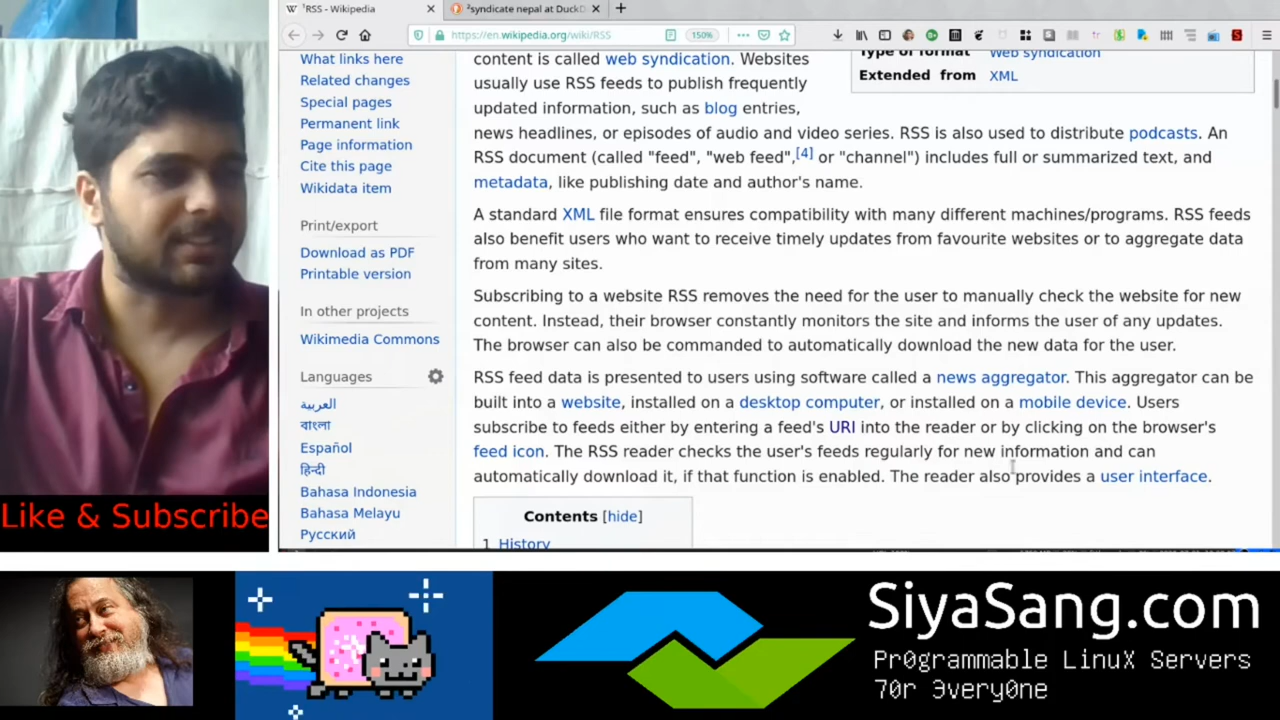 ¹RSS - Wikipedia
²syndicate nepal at DuckD
https://en.wikipedia.org/wiki/RSS
150%
What links here
Related changes
Special pages
Permanent link
Page information
Cite this page
Wikidata item
Print/export
Download as PDF
Printable version
In other projects
Wikimedia Commons
Languages
العربية
বাংলা
Español
हिन्दी
Bahasa Indonesia
Bahasa Melayu
Русский
content is called web syndication. Websites
usually use RSS feeds to publish frequently
updated information, such as blog entries,
news headlines, or episodes of audio and video series. RSS is also used to distribute podcasts. An
RSS document (called "feed", "web feed",[4] or "channel") includes full or summarized text, and
metadata, like publishing date and author's name.
A standard XML file format ensures compatibility with many different machines/programs. RSS feeds
also benefit users who want to receive timely updates from favourite websites or to aggregate data
from many sites.
Subscribing to a website RSS removes the need for the user to manually check the website for new
content. Instead, their browser constantly monitors the site and informs the user of any updates.
The browser can also be commanded to automatically download the new data for the user.
RSS feed data is presented to users using software called a news aggregator. This aggregator can be
built into a website, installed on a desktop computer, or installed on a mobile device. Users
subscribe to feeds either by entering a feed's URI into the reader or by clicking on the browser's
feed icon. The RSS reader checks the user's feeds regularly for new information and can
automatically download it, if that function is enabled. The reader also provides a user interface.
Contents [hide]
1 History
Type of format Web syndication
Extended from XML
Like & Subscribe
SiyaSang.com
Pr0grammable LinuX Servers
70r 3very0ne